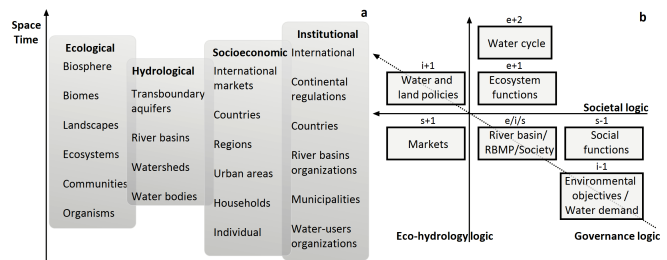 Space
Time
a
Ecological
Biosphere
Biomes
Landscapes
Ecosystems
Communities
Organisms
Hydrological
Transboundary
aquifers
River basins
Watersheds
Water bodies
Socioeconomic
International
markets
Countries
Regions
Urban areas
Households
Individual
Institutional
International
Continental
regulations
Countries
River basins
organizations
Municipalities
Water-users
organizations
b
e+2
Water cycle
i+1
Water and
land policies
e+1
Ecosystem
functions
Societal logic
s+1
Markets
e/i/s
River basin/
RBMP/Society
s-1
Social
functions
i-1
Environmental
objectives /
Water demand
Eco-hydrology logic
Governance logic